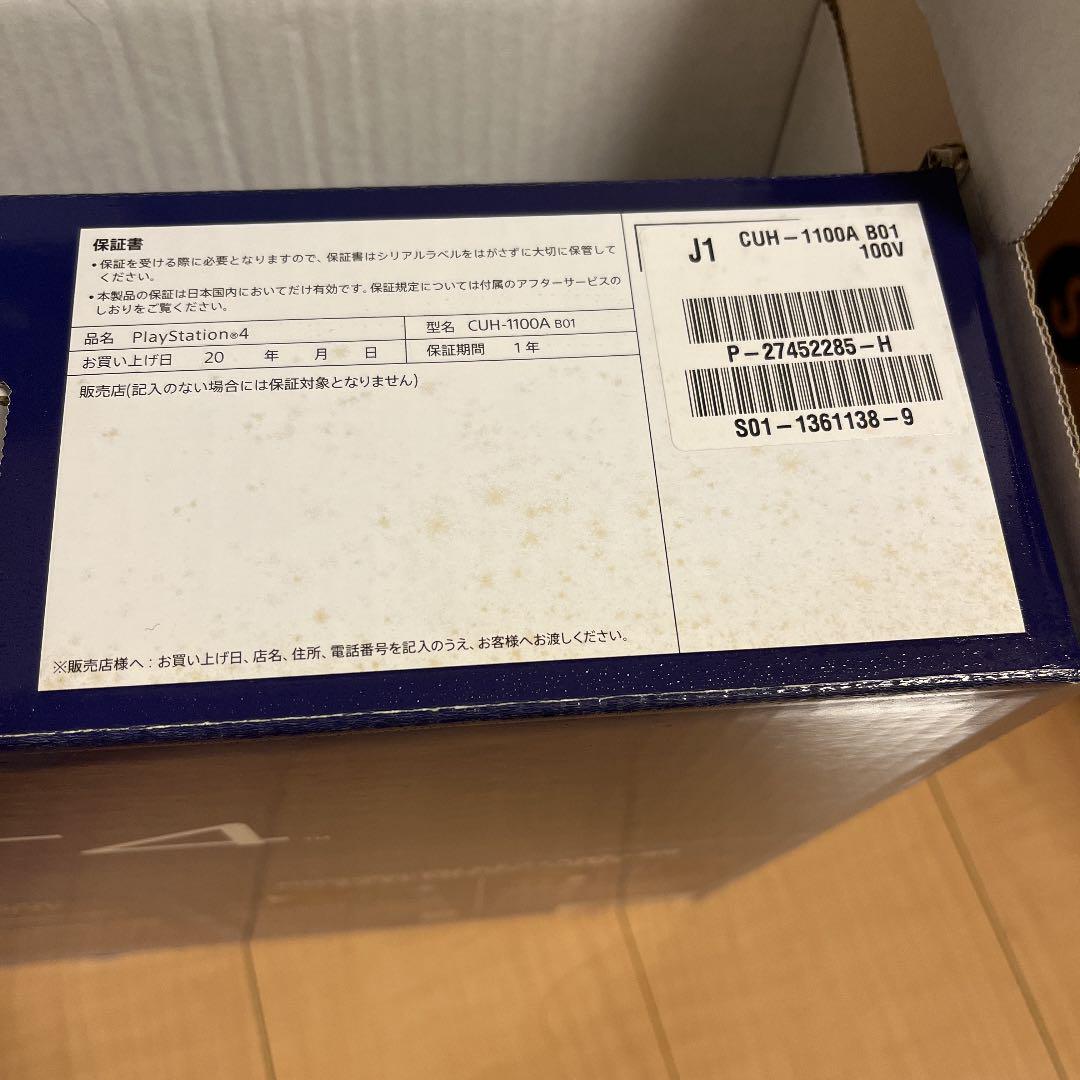 保証書
・保証を受ける際に必要となりますので、保証書はシリアルラベルをはがさずに大切に保管して
ください。
・本製品の保証は日本国内においてだけ有効です。保証規定については付属のアフターサービスの
しおりをご覧ください。
品名 PlayStation®4
型名 CUH-1100A B01
お買い上げ日 20 年 月 日
保証期間 1年
販売店(記入のない場合には保証対象となりません)
※販売店様へ：お買い上げ日、店名、住所、電話番号を記入のうえ、お客様へお渡しください。
J1 CUH-1100A B01
100V
P-27452285-H
S01-1361138-9
4™